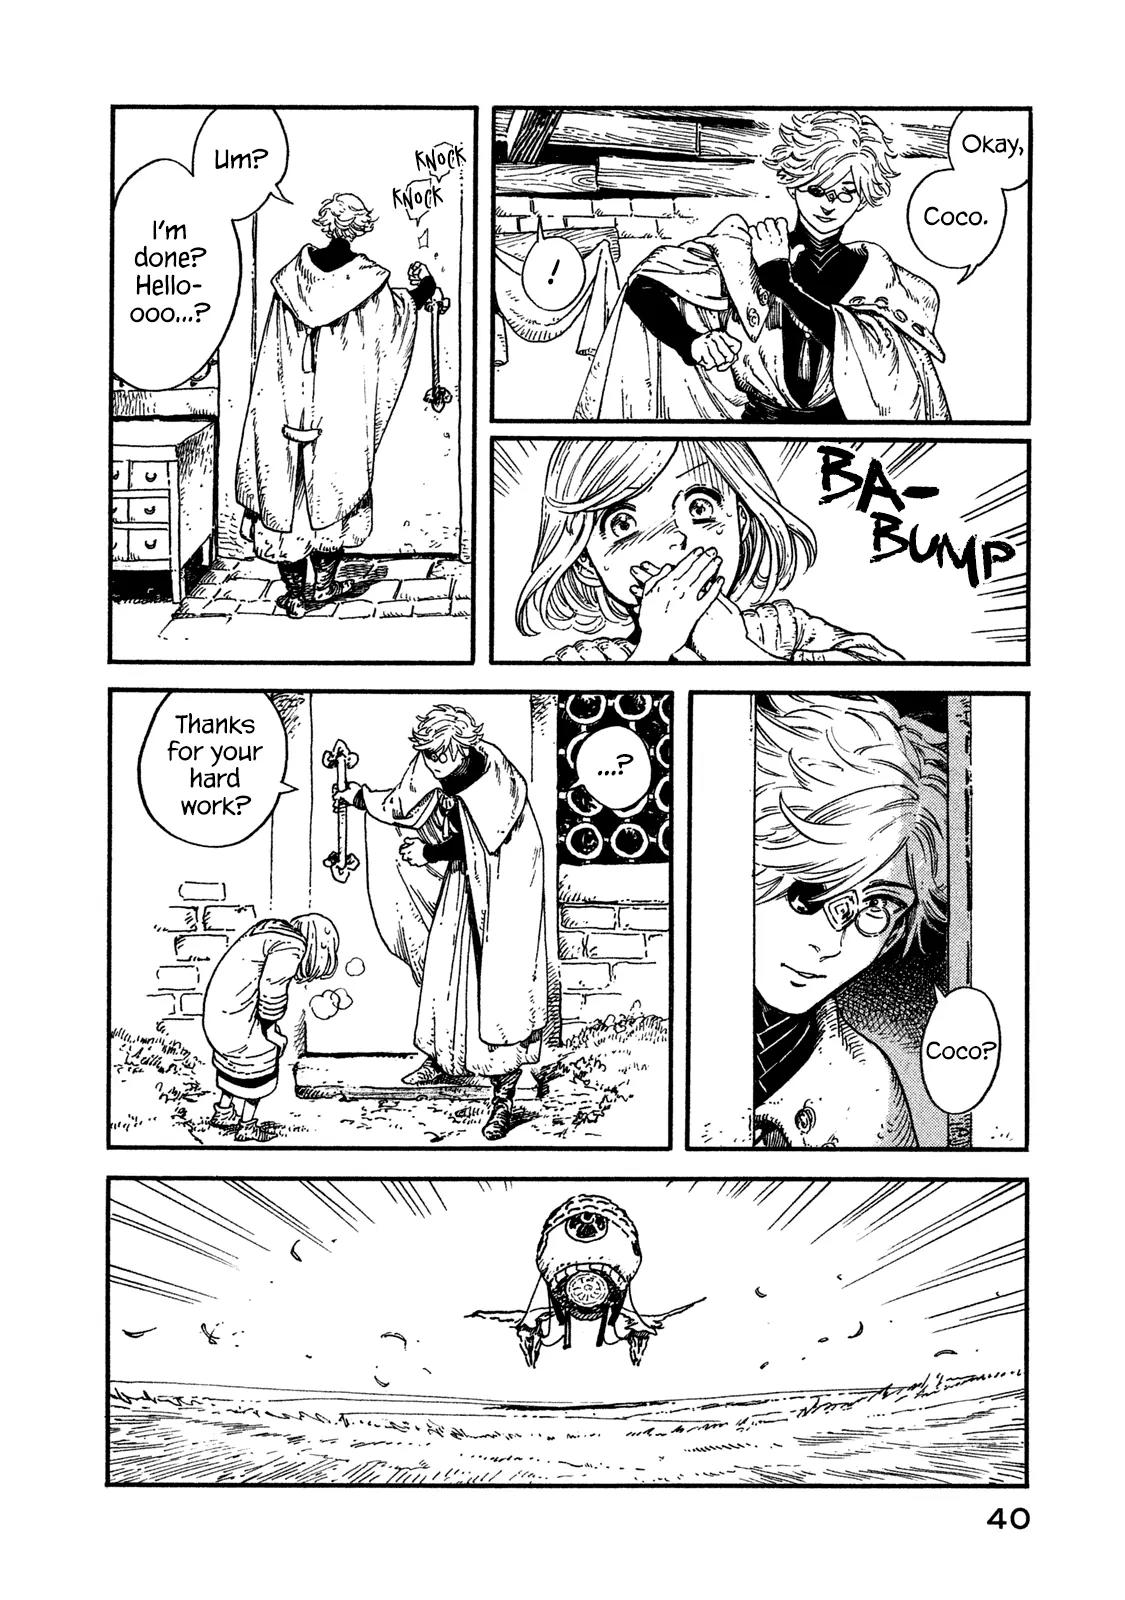 Okay,
Coco.
!
BA-
BUMP
KNOCK
KNOCK
Um?
I'm
done?
Hello-
ooo...?
Coco?
...?
Thanks
for your
hard
work?
40